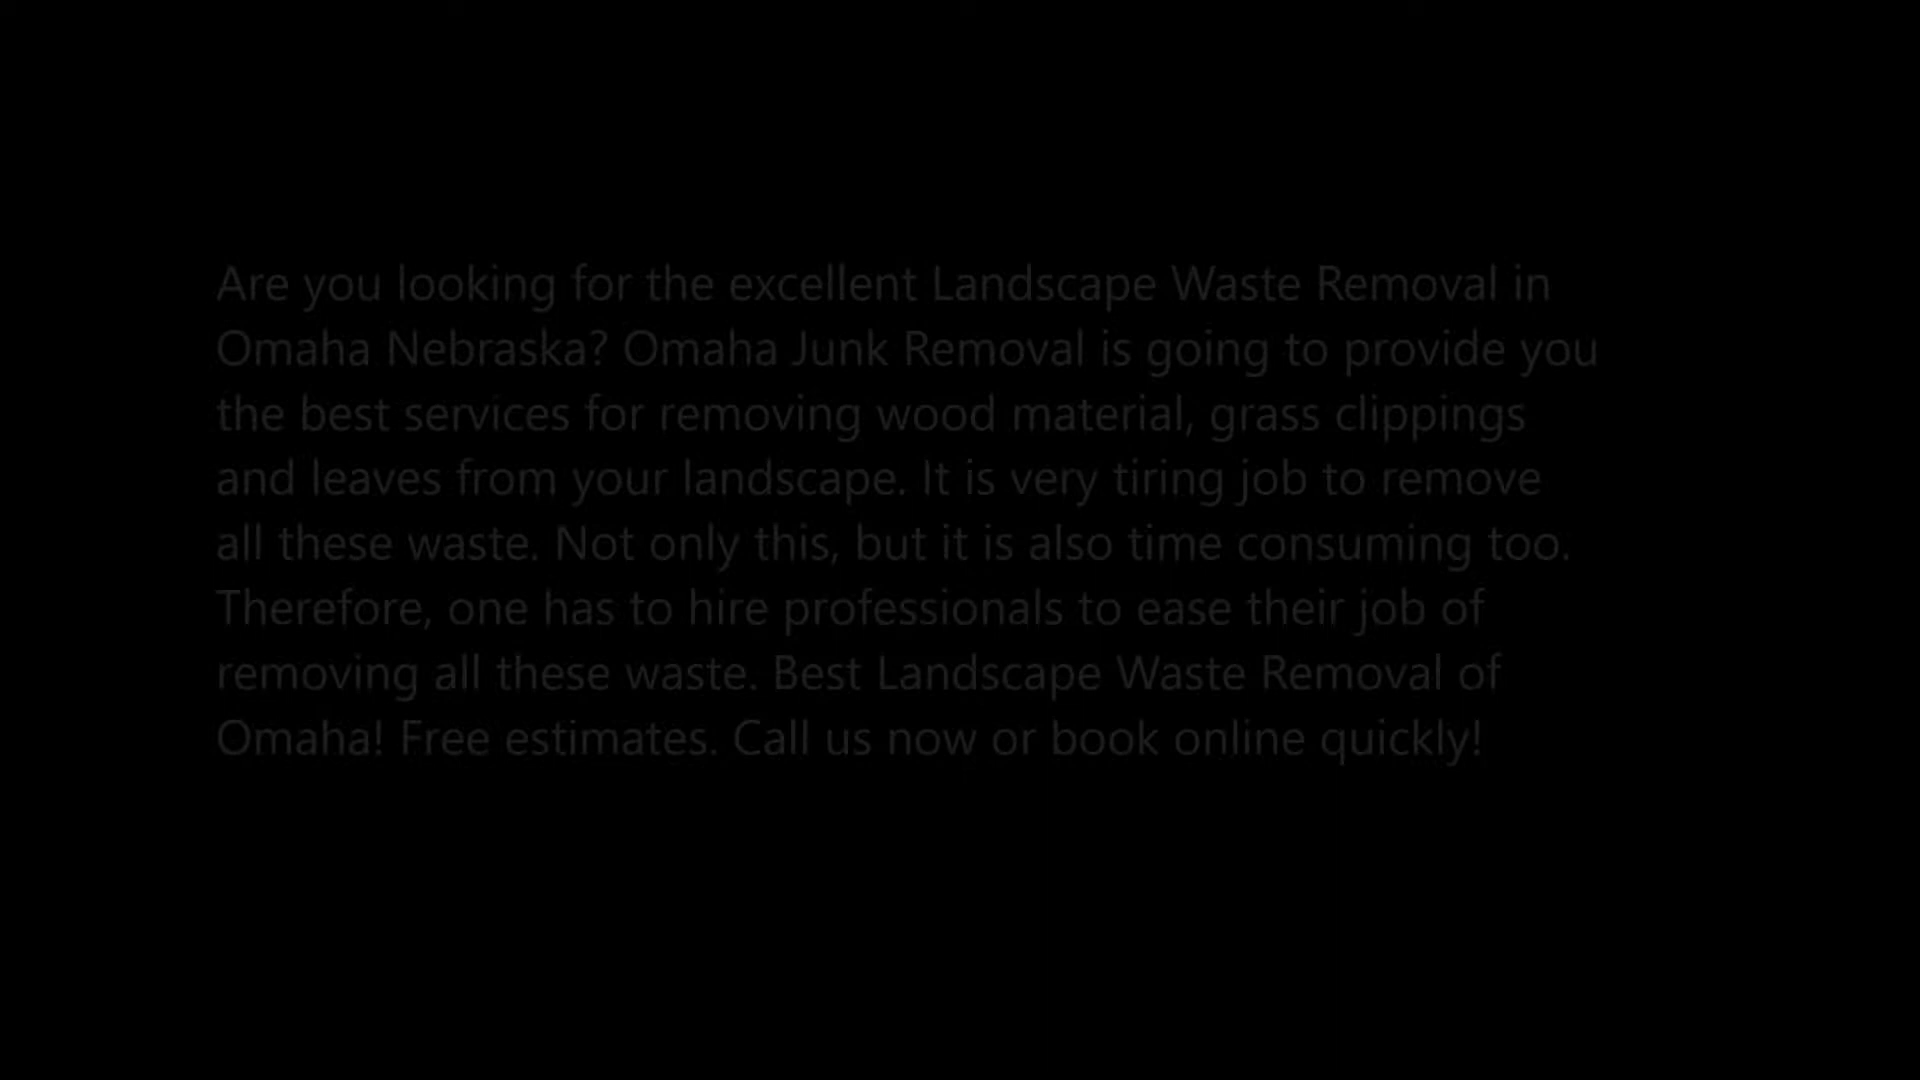 Are you looking for the excellent Landscape Waste Removal in
Omaha Nebraska? Omaha Junk Removal is going to provide you
the best services for removing wood material, grass clippings
and leaves from your landscape. It is very tiring job to remove
all these waste. Not only this, but it is also time consuming too.
Therefore, one has to hire professionals to ease their job of
removing all these waste. Best Landscape Waste Removal of
Omaha! Free estimates. Call us now or book online quickly!